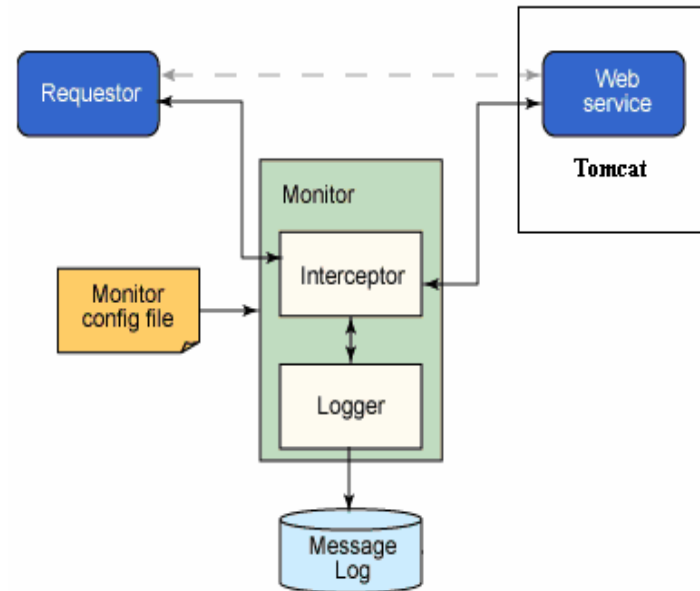 Requestor
Web
service
Tomcat
Monitor
Interceptor
Monitor
config file
Logger
Message
Log